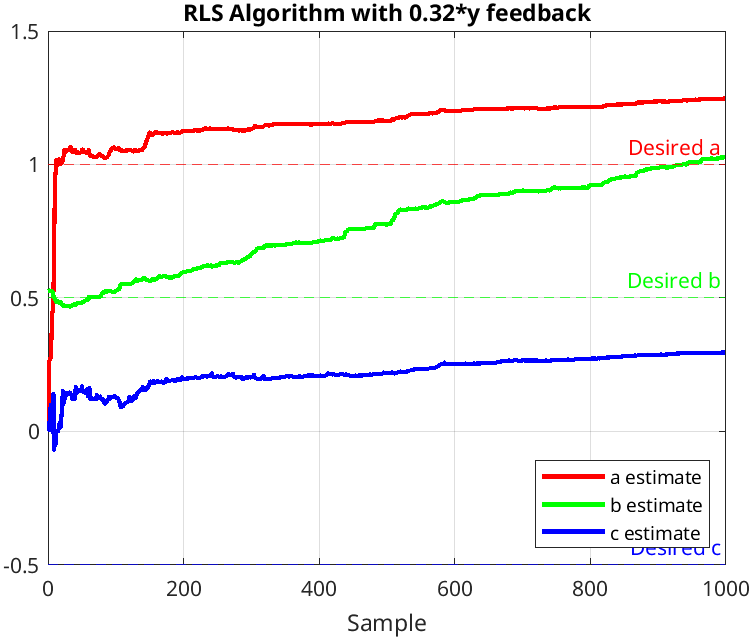 RLS Algorithm with 0.32*y feedback
1.5
Desired a
1
Desired b
0.5
0
a estimate
b estimate
c estimate
Desired c
-0.5
0 200 400 600 800 1000
Sample